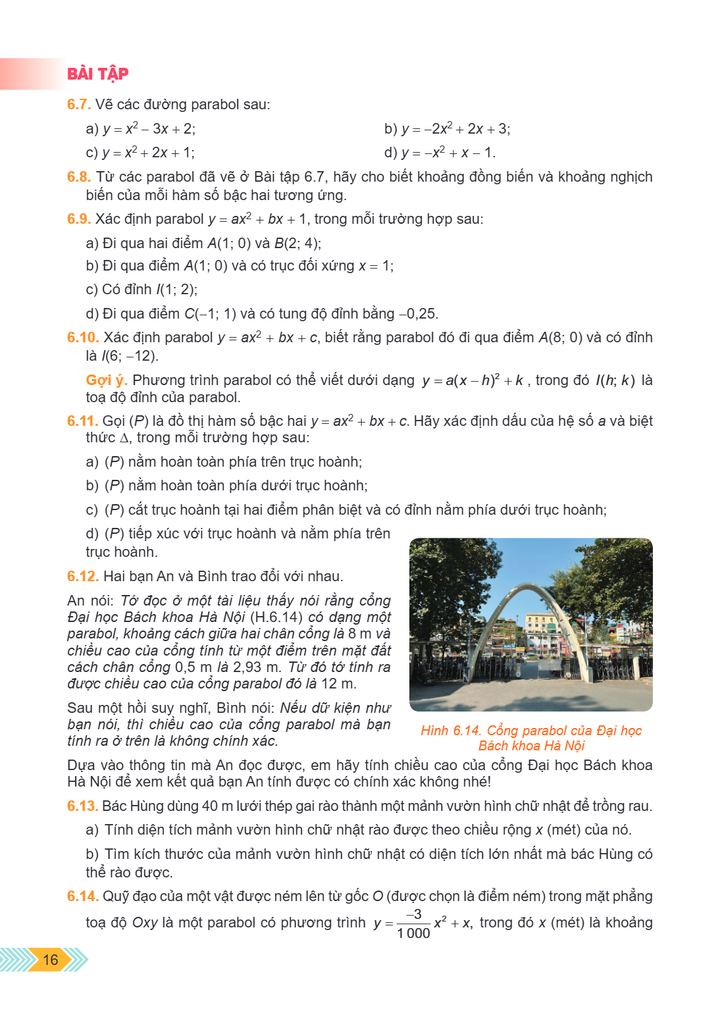 BÀI TẬP
6.7. Vẽ các đường parabol sau:
a) y = x² – 3x + 2;
b) y = –2x² + 2x + 3;
c) y = x² + 2x + 1;
d) y = –x² + x – 1.
6.8. Từ các parabol đã vẽ ở Bài tập 6.7, hãy cho biết khoảng đồng biến và khoảng nghịch
biến của mỗi hàm số bậc hai tương ứng.
6.9. Xác định parabol y = ax² + bx + 1, trong mỗi trường hợp sau:
a) Đi qua hai điểm A(1; 0) và B(2; 4);
b) Đi qua điểm A(1; 0) và có trục đối xứng x = 1;
c) Có đỉnh I(1; 2);
d) Đi qua điểm C(–1; 1) và có tung độ đỉnh bằng –0,25.
6.10. Xác định parabol y = ax² + bx + c, biết rằng parabol đó đi qua điểm A(8; 0) và có đỉnh
là I(6; –12).
Gợi ý. Phương trình parabol có thể viết dưới dạng y = a(x – h)² + k , trong đó I(h; k) là
toạ độ đỉnh của parabol.
6.11. Gọi (P) là đồ thị hàm số bậc hai y = ax² + bx + c. Hãy xác định dấu của hệ số a và biệt
thức Δ, trong mỗi trường hợp sau:
a) (P) nằm hoàn toàn phía trên trục hoành;
b) (P) nằm hoàn toàn phía dưới trục hoành;
c) (P) cắt trục hoành tại hai điểm phân biệt và có đỉnh nằm phía dưới trục hoành;
d) (P) tiếp xúc với trục hoành và nằm phía trên
trục hoành.
6.12. Hai bạn An và Bình trao đổi với nhau.
An nói: Tớ đọc ở một tài liệu thấy nói rằng cổng
Đại học Bách khoa Hà Nội (H.6.14) có dạng một
parabol, khoảng cách giữa hai chân cổng là 8 m và
chiều cao của cổng tính từ một điểm trên mặt đất
cách chân cổng 0,5 m là 2,93 m. Từ đó tớ tính ra
được chiều cao của cổng parabol đó là 12 m.
Sau một hồi suy nghĩ, Bình nói: Nếu dữ kiện như
bạn nói, thì chiều cao của cổng parabol mà bạn
tính ra ở trên là không chính xác.
Hình 6.14. Cổng parabol của Đại học
Bách khoa Hà Nội
Dựa vào thông tin mà An đọc được, em hãy tính chiều cao của cổng Đại học Bách khoa
Hà Nội để xem kết quả bạn An tính được có chính xác không nhé!
6.13. Bác Hùng dùng 40 m lưới thép gai rào thành một mảnh vườn hình chữ nhật để trồng rau.
a) Tính diện tích mảnh vườn hình chữ nhật rào được theo chiều rộng x (mét) của nó.
b) Tìm kích thước của mảnh vườn hình chữ nhật có diện tích lớn nhất mà bác Hùng có
thể rào được.
6.14. Quỹ đạo của một vật được ném lên từ gốc O (được chọn là điểm ném) trong mặt phẳng
toạ độ Oxy là một parabol có phương trình y = –3/1 000 x² + x, trong đó x (mét) là khoảng
16